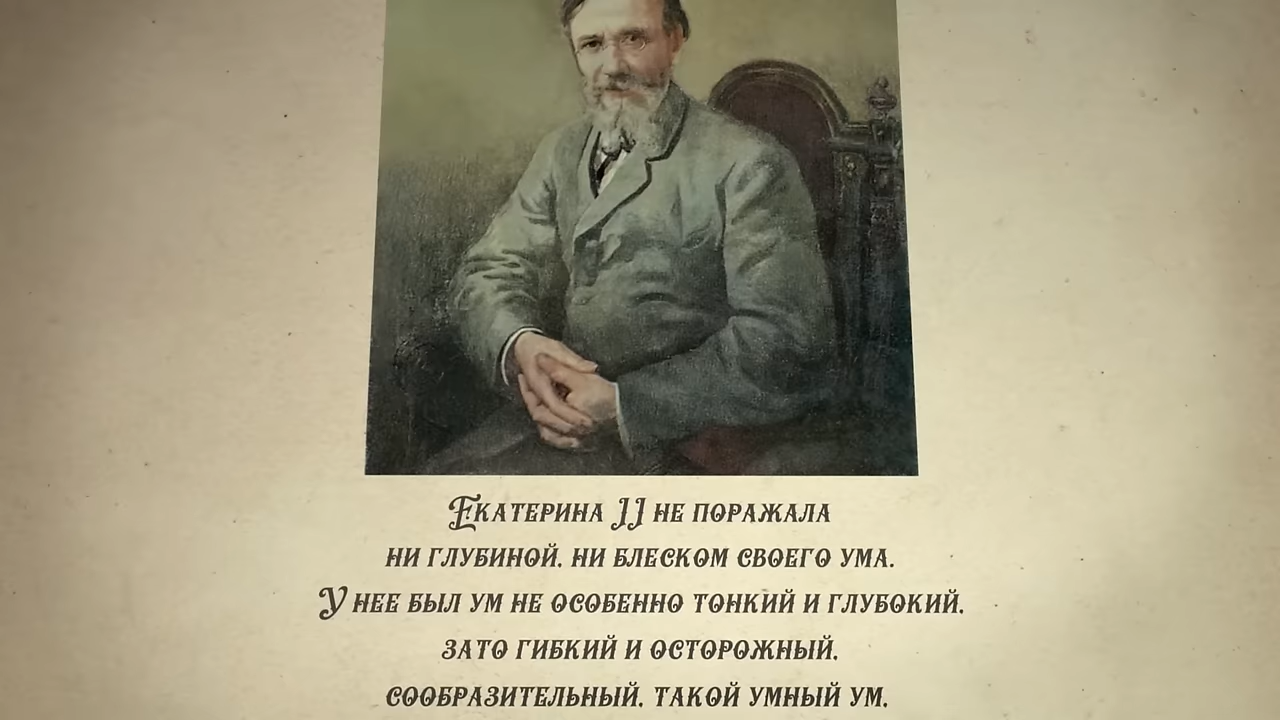 Екатерина II не поражала
ни глубиной, ни блеском своего ума.
У нее был ум не особенно тонкий и глубокий,
зато гибкий и осторожный,
сообразительный, такой умный ум,